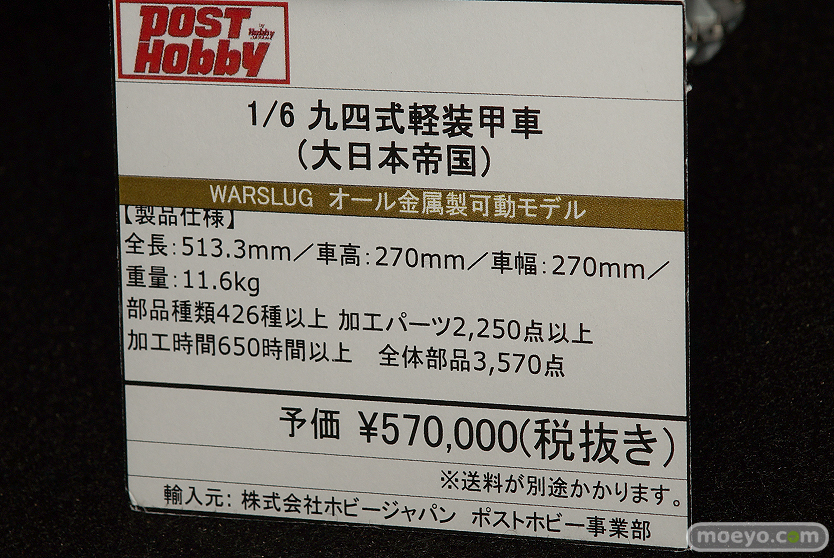 POST
by Hobby JAPAN
Hobby
1/6 九四式軽装甲車
(大日本帝国)
WARSLUG オール金属製可動モデル
【製品仕様】
全長:513.3mm/車高:270mm/車幅:270mm/
重量:11.6kg
部品種類426種以上 加工パーツ2,250点以上
加工時間650時間以上 全体部品3,570点
予価 ¥570,000(税抜き)
※送料が別途かかります。
輸入元: 株式会社ホビージャパン ポストホビー事業部
moeyo.com